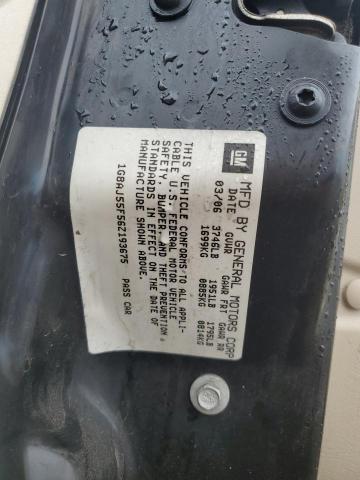 GM
MFD BY GENERAL MOTORS CORP
DATE GVWR GAWR FRT GAWR RR
03/06 3746LB 1951LB 1795LB
1699KG 0885KG 0814KG
THIS VEHICLE CONFORMS TO ALL APPLI-
CABLE U.S. FEDERAL MOTOR VEHICLE
SAFETY, BUMPER, AND THEFT PREVENTION
STANDARDS IN EFFECT ON THE DATE OF
MANUFACTURE SHOWN ABOVE.
1G8AJ55F56Z193675 PASS CAR